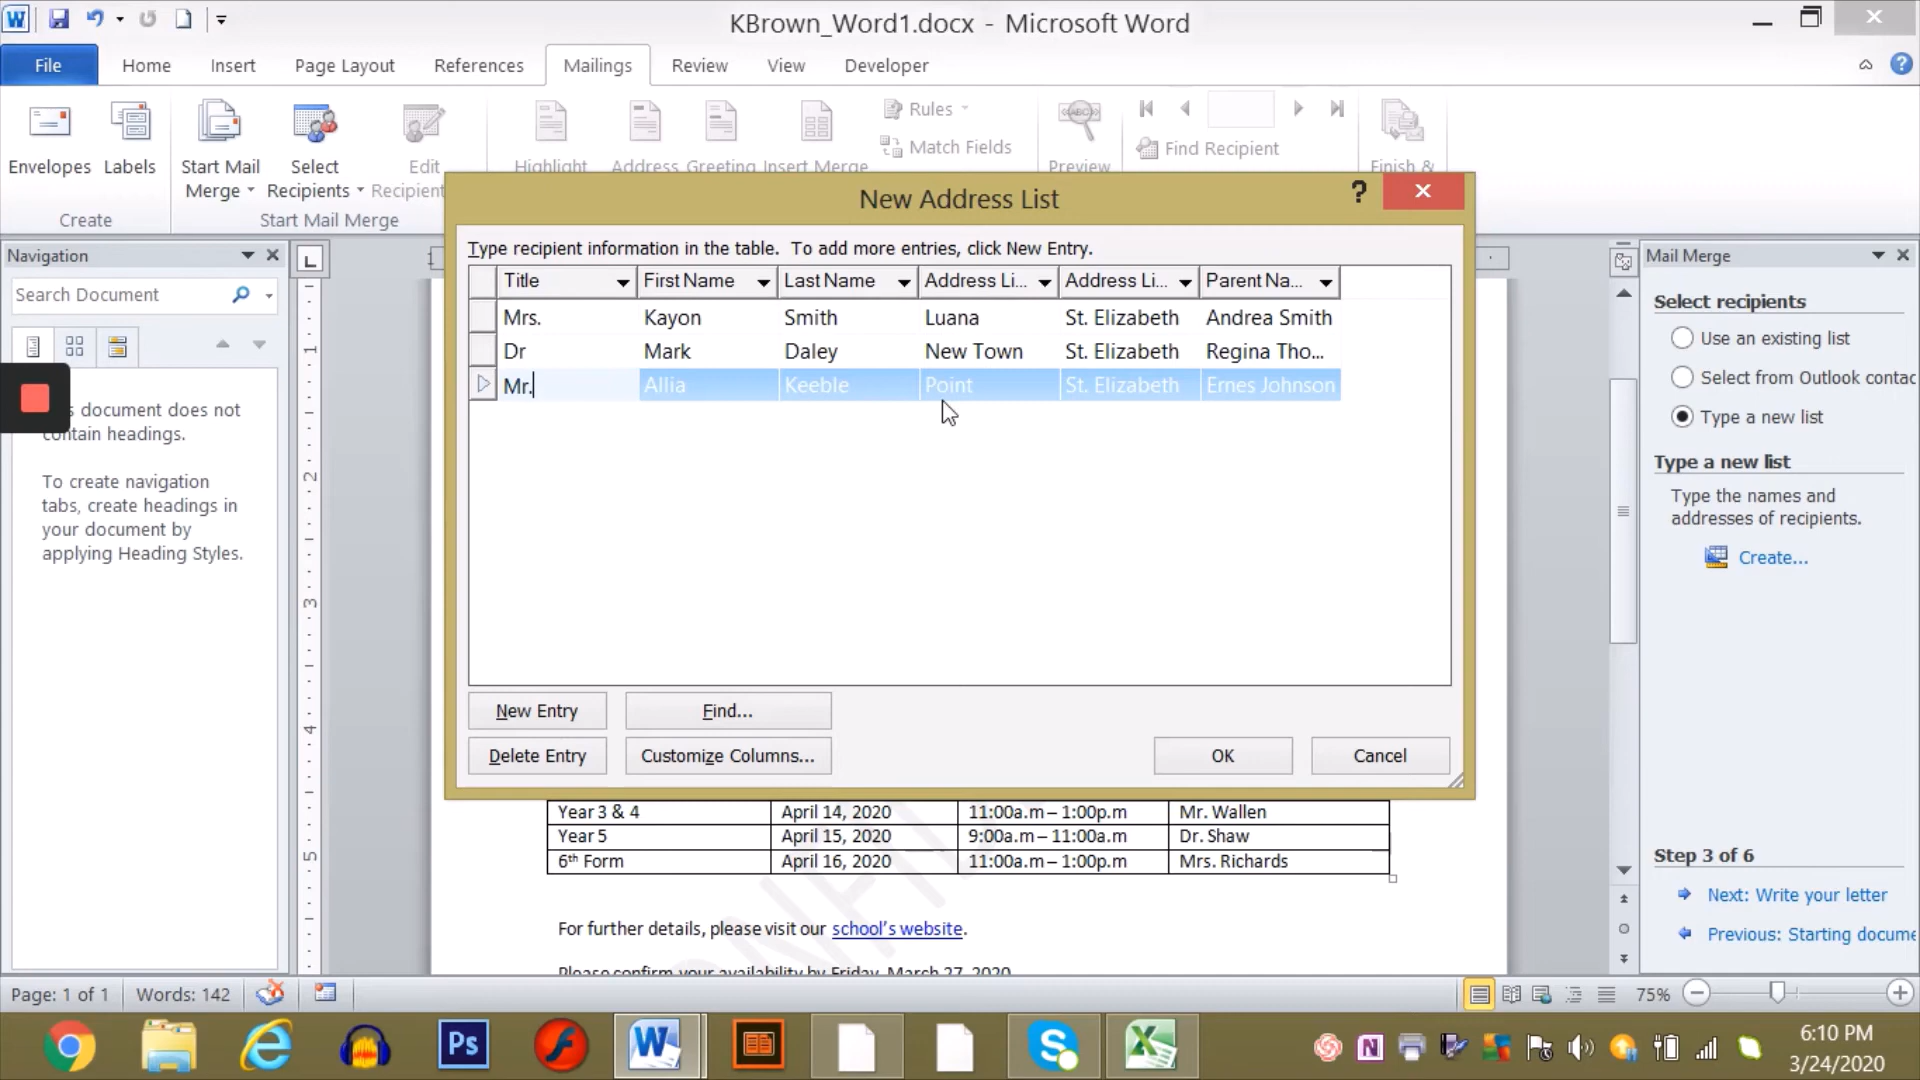 KBrown_Word1.docx - Microsoft Word
File Home Insert Page Layout References Mailings Review View Developer
Envelopes Labels Start Mail Merge Select Recipients Edit Recipient Highlight Address Greeting Insert Merge Rules Match Fields Preview Find Recipient Finish &
Create Start Mail Merge
Navigation
Search Document
document does not
contain headings.
To create navigation
tabs, create headings in
your document by
applying Heading Styles.
New Address List
Type recipient information in the table. To add more entries, click New Entry.
Title First Name Last Name Address Li... Address Li... Parent Na...
Mrs. Kayon Smith Luana St. Elizabeth Andrea Smith
Dr Mark Daley New Town St. Elizabeth Regina Tho...
Mr. Allia Keeble Point St. Elizabeth Ernes Johnson
New Entry Find...
Delete Entry Customize Columns... OK Cancel
Year 3 & 4 April 14, 2020 11:00a.m – 1:00p.m Mr. Wallen
Year 5 April 15, 2020 9:00a.m – 11:00a.m Dr. Shaw
6th Form April 16, 2020 11:00a.m – 1:00p.m Mrs. Richards
For further details, please visit our school's website.
Please confirm your availability by Friday, March 27, 2020
Mail Merge
Select recipients
Use an existing list
Select from Outlook contac
Type a new list
Type a new list
Type the names and
addresses of recipients.
Create...
Step 3 of 6
Next: Write your letter
Previous: Starting docume
Page: 1 of 1 Words: 142 75%
Ps
6:10 PM
3/24/2020